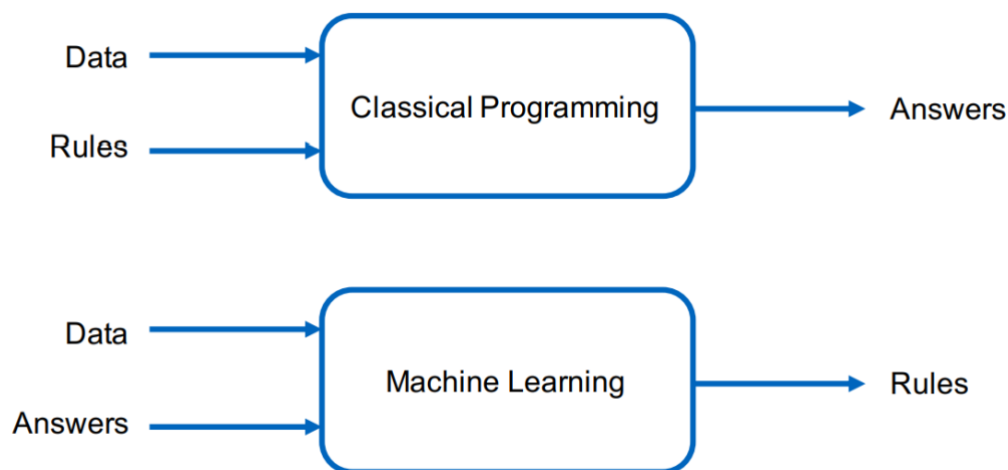 Data
Rules
Classical Programming
Answers
Data
Answers
Machine Learning
Rules